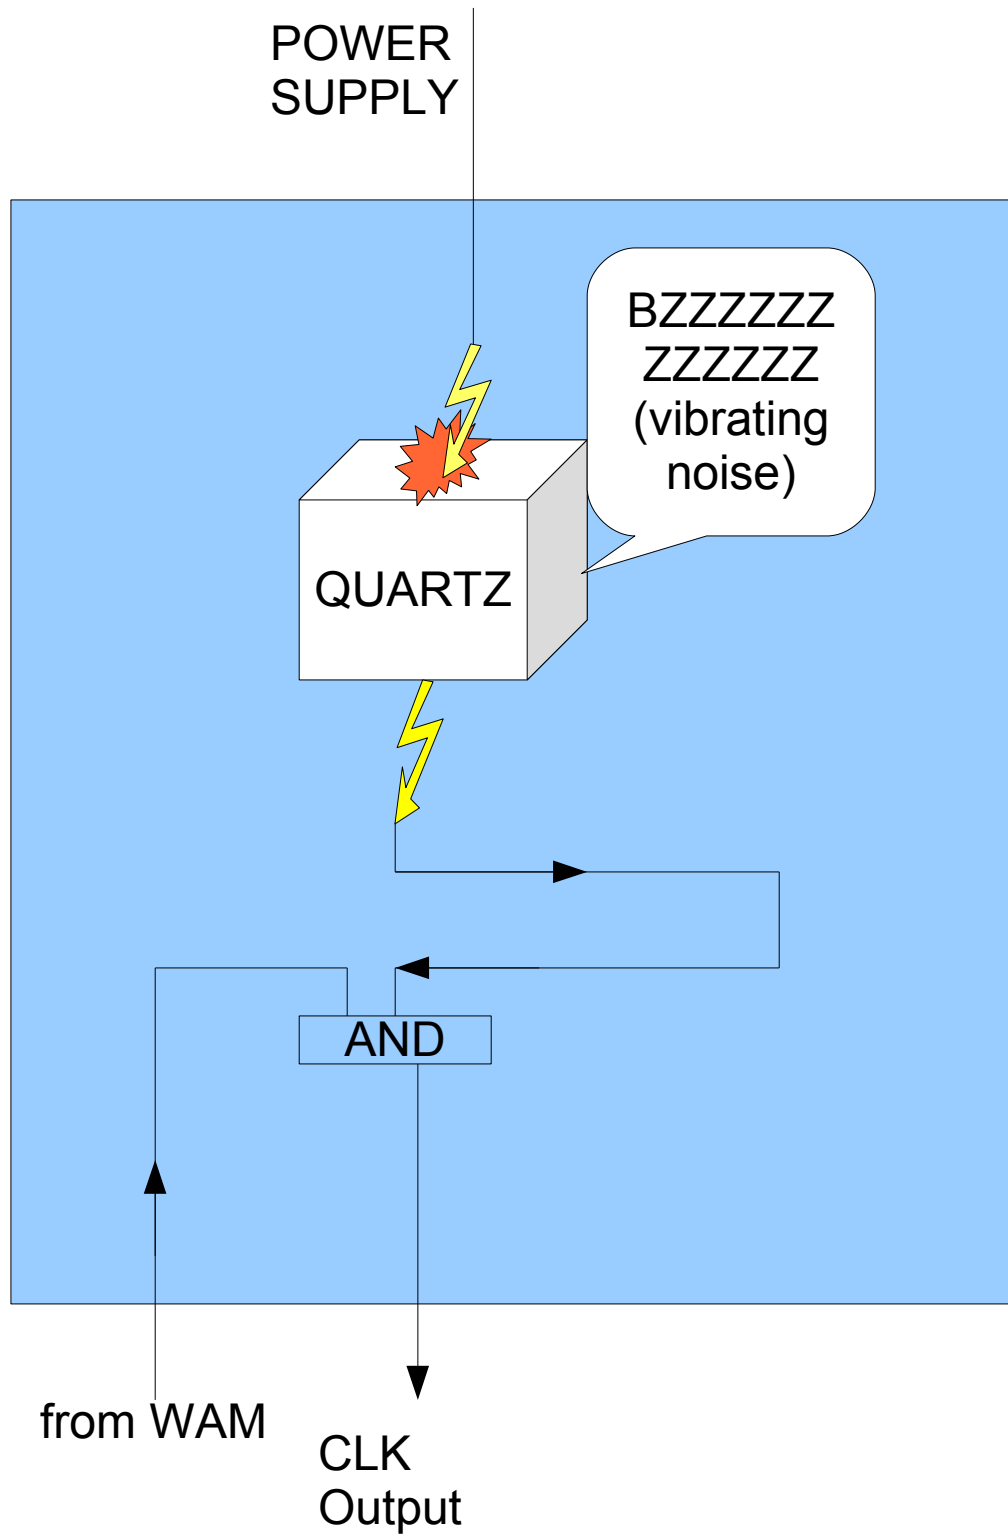 POWER
SUPPLY
BZZZZZZ
ZZZZZZ
(vibrating
noise)
QUARTZ
AND
from WAM
CLK
Output